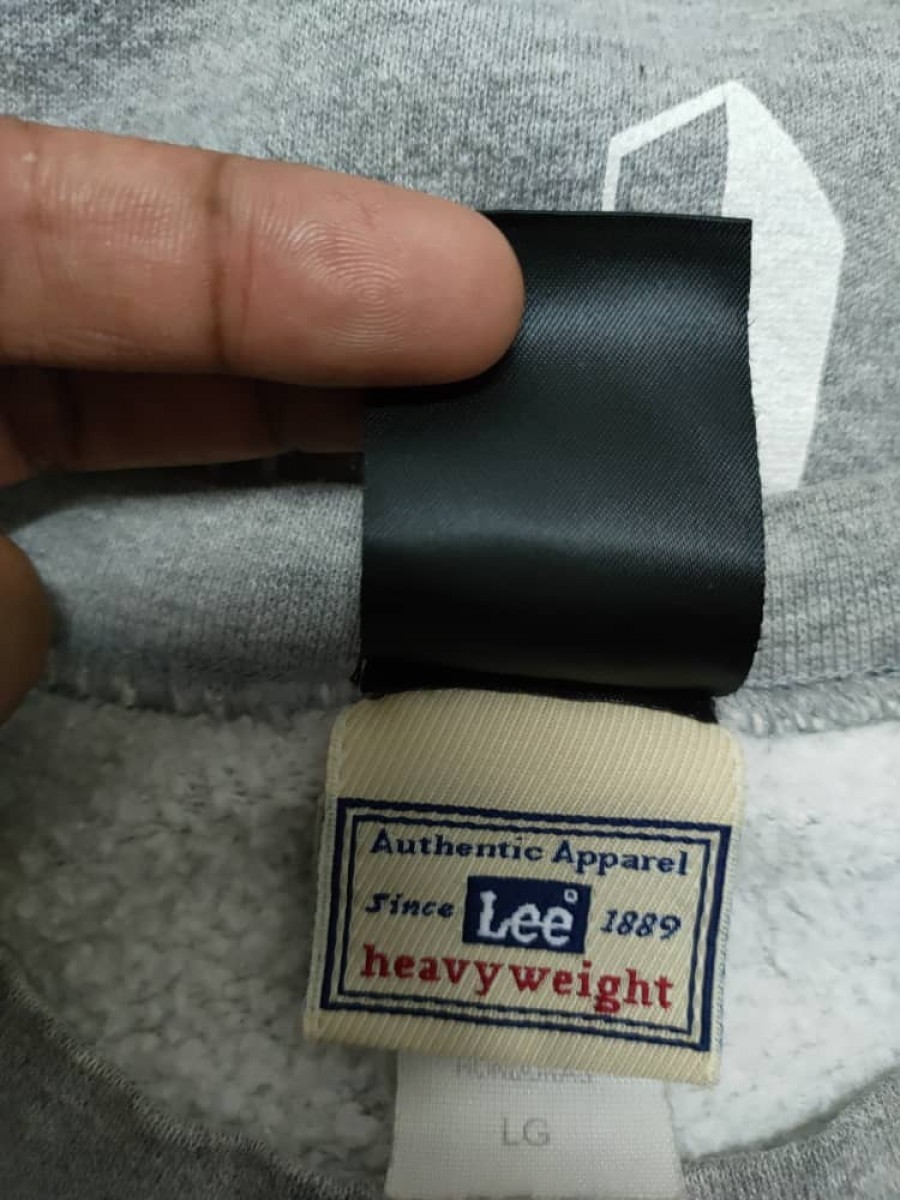 Authentic Apparel
Since Lee 1889
heavyweight
LG